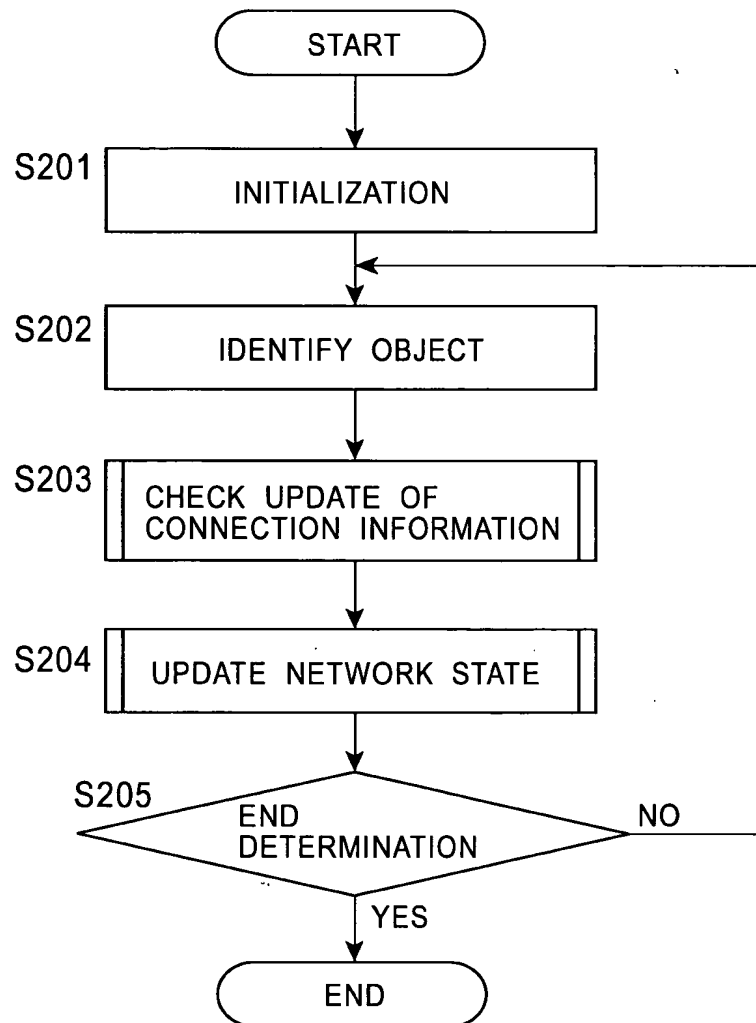 START
S201
INITIALIZATION
S202
IDENTIFY OBJECT
S203
CHECK UPDATE OF
CONNECTION INFORMATION
S204
UPDATE NETWORK STATE
S205
END
DETERMINATION
NO
YES
END